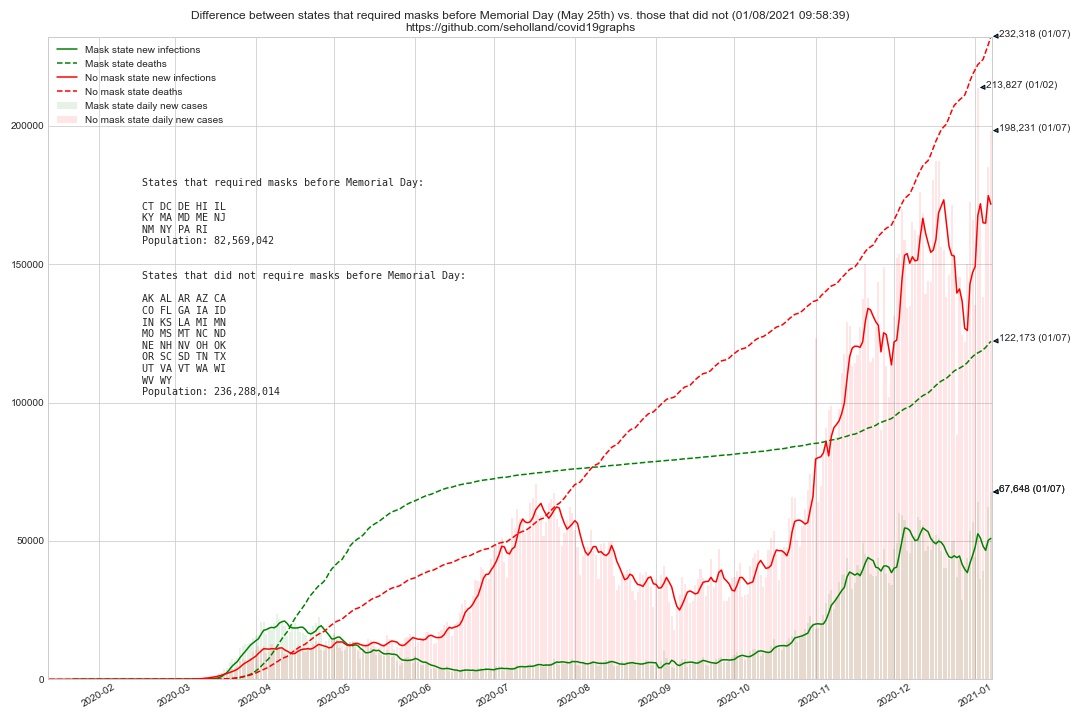 Difference between states that required masks before Memorial Day (May 25th) vs. those that did not (01/08/2021 09:58:39)
https://github.com/seholland/covid19graphs
Mask state new infections
Mask state deaths
No mask state new infections
No mask state deaths
Mask state daily new cases
No mask state daily new cases
232,318 (01/07)
213,827 (01/02)
198,231 (01/07)
122,173 (01/07)
67,648 (01/07)
200000
150000
100000
50000
0
States that required masks before Memorial Day:
CT DC DE HI IL
KY MA MD ME NJ
NM NY PA RI
Population: 82,569,042
States that did not require masks before Memorial Day:
AK AL AR AZ CA
CO FL GA IA ID
IN KS LA MI MN
MO MS MT NC ND
NE NH NV OH OK
OR SC SD TN TX
UT VA VT WA WI
WV WY
Population: 236,288,014
2020-02
2020-03
2020-04
2020-05
2020-06
2020-07
2020-08
2020-09
2020-10
2020-11
2020-12
2021-01